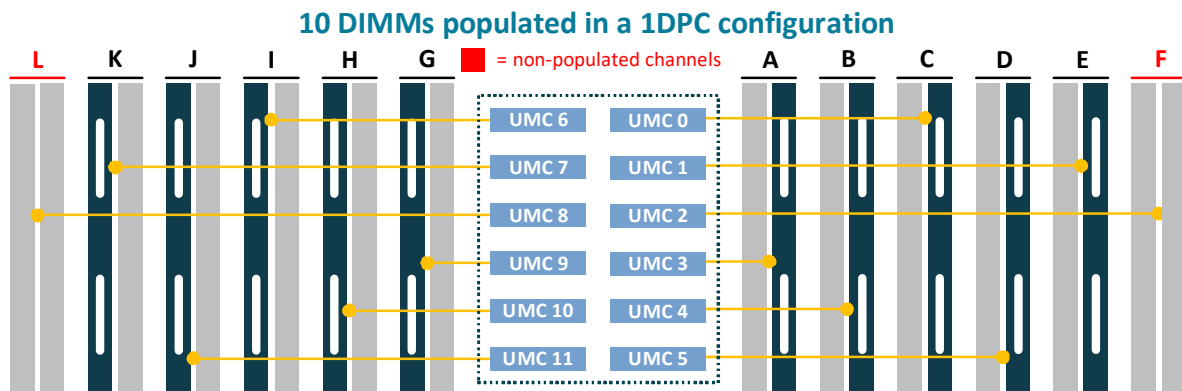 10 DIMMs populated in a 1DPC configuration
L K J I H G = non-populated channels A B C D E F
UMC 6 UMC 0
UMC 7 UMC 1
UMC 8 UMC 2
UMC 9 UMC 3
UMC 10 UMC 4
UMC 11 UMC 5